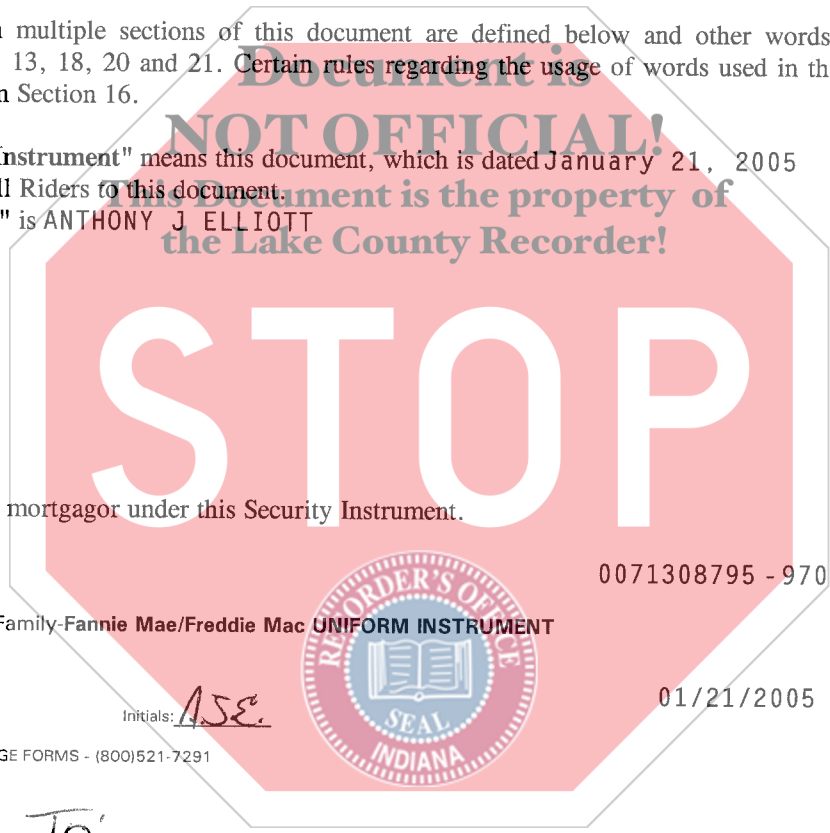 multiple sections of this document are defined below and other words
13, 18, 20 and 21. Certain rules regarding the usage of words used in th
n Section 16.
Document is
NOT OFFICIAL!
Instrument" means this document, which is dated January 21, 2005
ll Riders to this document.
This Document is the property of
" is ANTHONY J ELLIOTT
the Lake County Recorder!
STOP
mortgagor under this Security Instrument.
0071308795 - 970
Family-Fannie Mae/Freddie Mac UNIFORM INSTRUMENT
RECORDER'S OFFICE
SEAL
INDIANA
Initials: A.J.E.
01/21/2005
GE FORMS - (800)521-7291